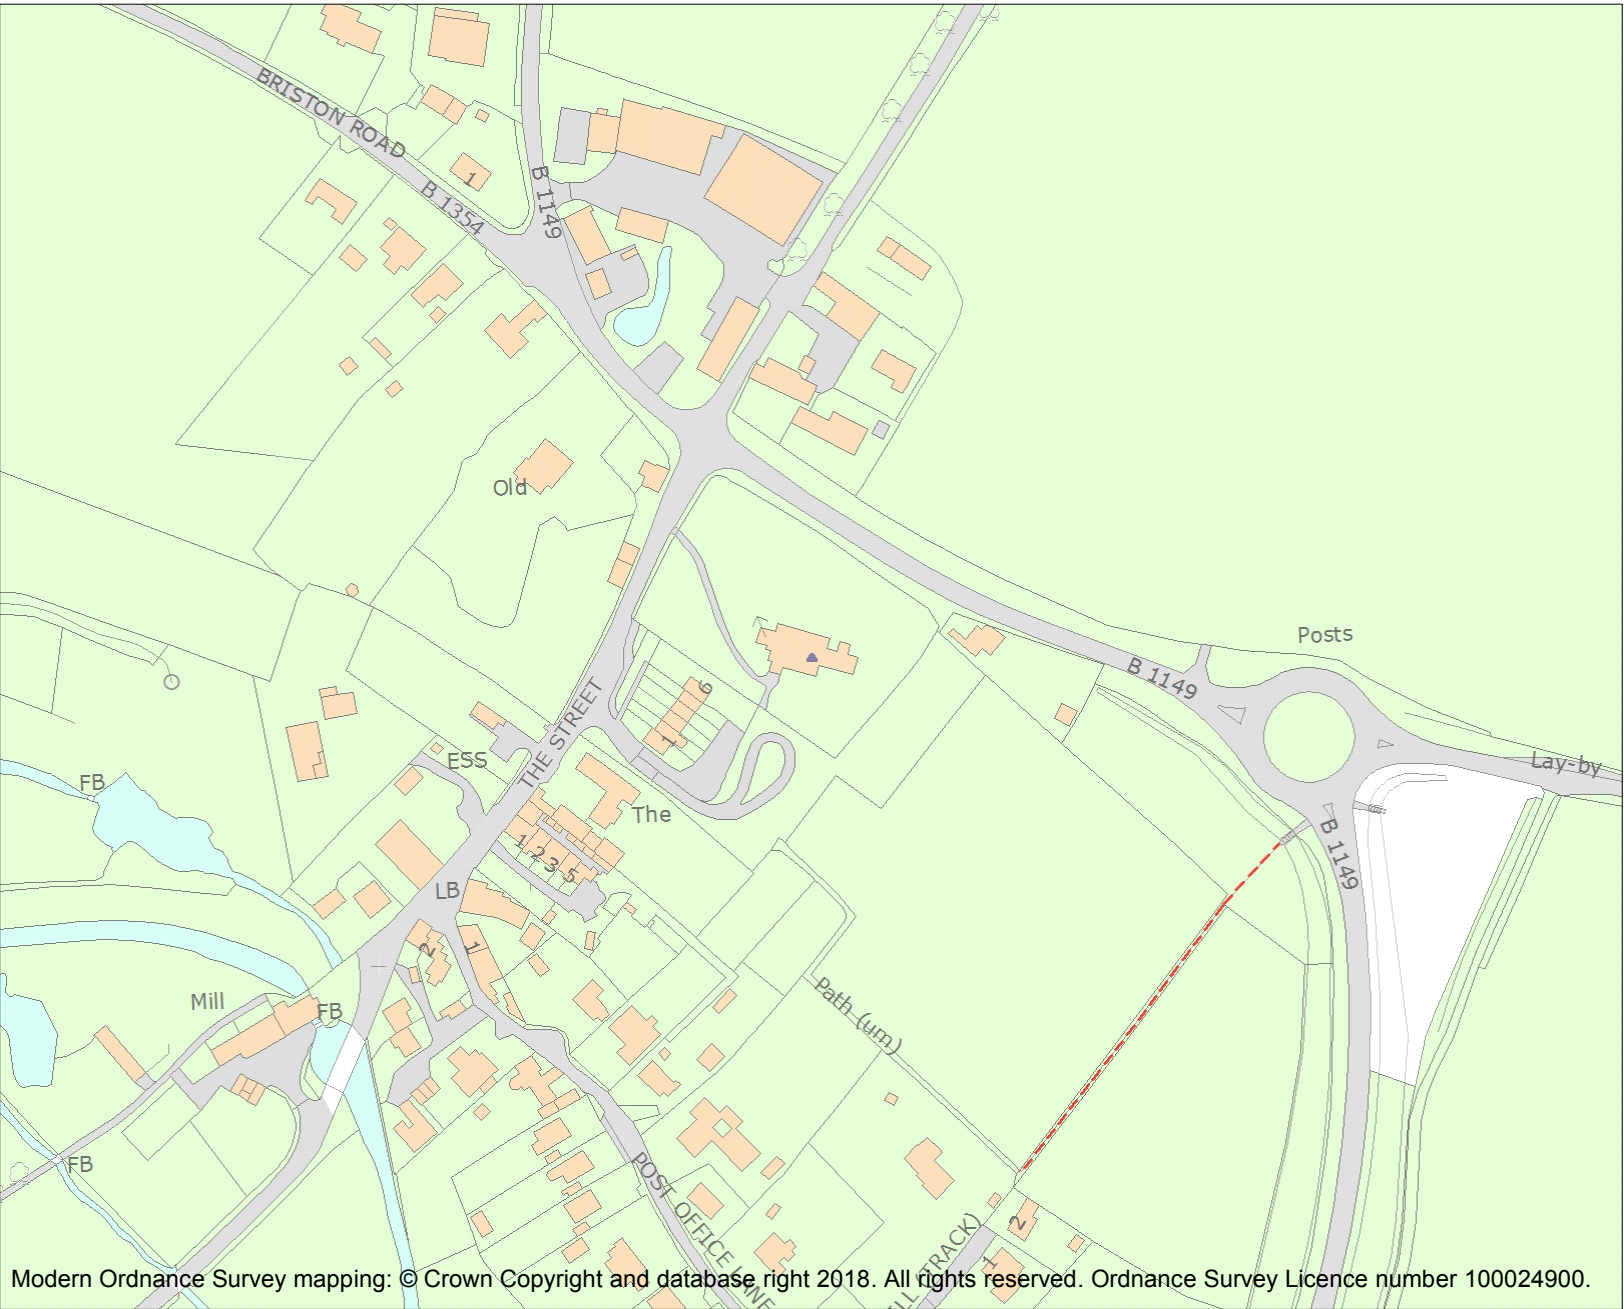 BRISTON ROAD
B 1354
1
B 1149
Old
Posts
B 1149
Lay-by
THE STREET
6
1
ESS
FB
The
1 2 3 5
B 1149
LB
2
1
Path (um)
Mill
FB
FB
POST OFFICE LANE
2
1
(TRACK)
Modern Ordnance Survey mapping: © Crown Copyright and database right 2018. All rights reserved. Ordnance Survey Licence number 100024900.